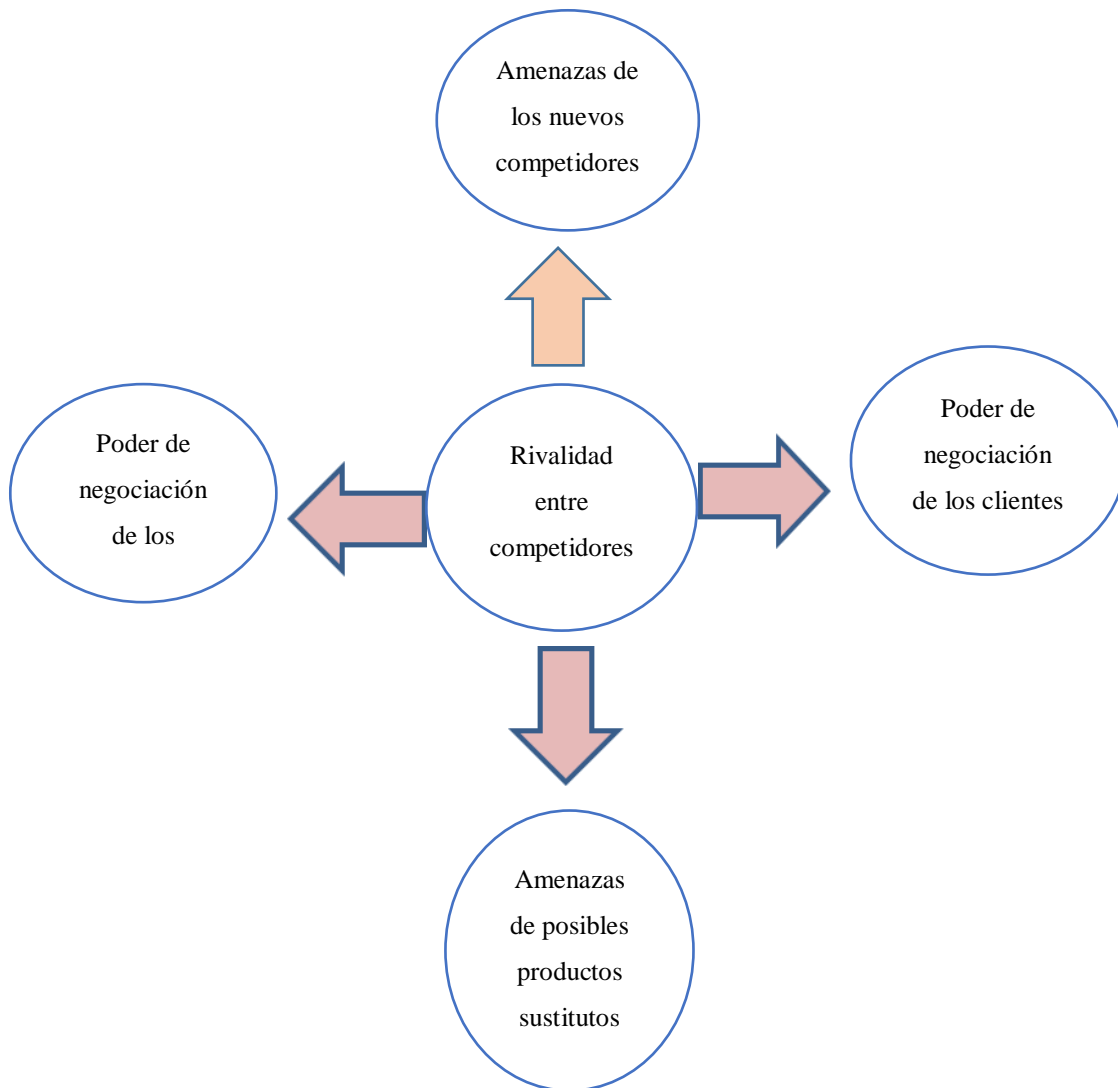 Amenazas de
los nuevos
competidores
Poder de
negociación
de los
Rivalidad
entre
competidores
Poder de
negociación
de los clientes
Amenazas
de posibles
productos
sustitutos